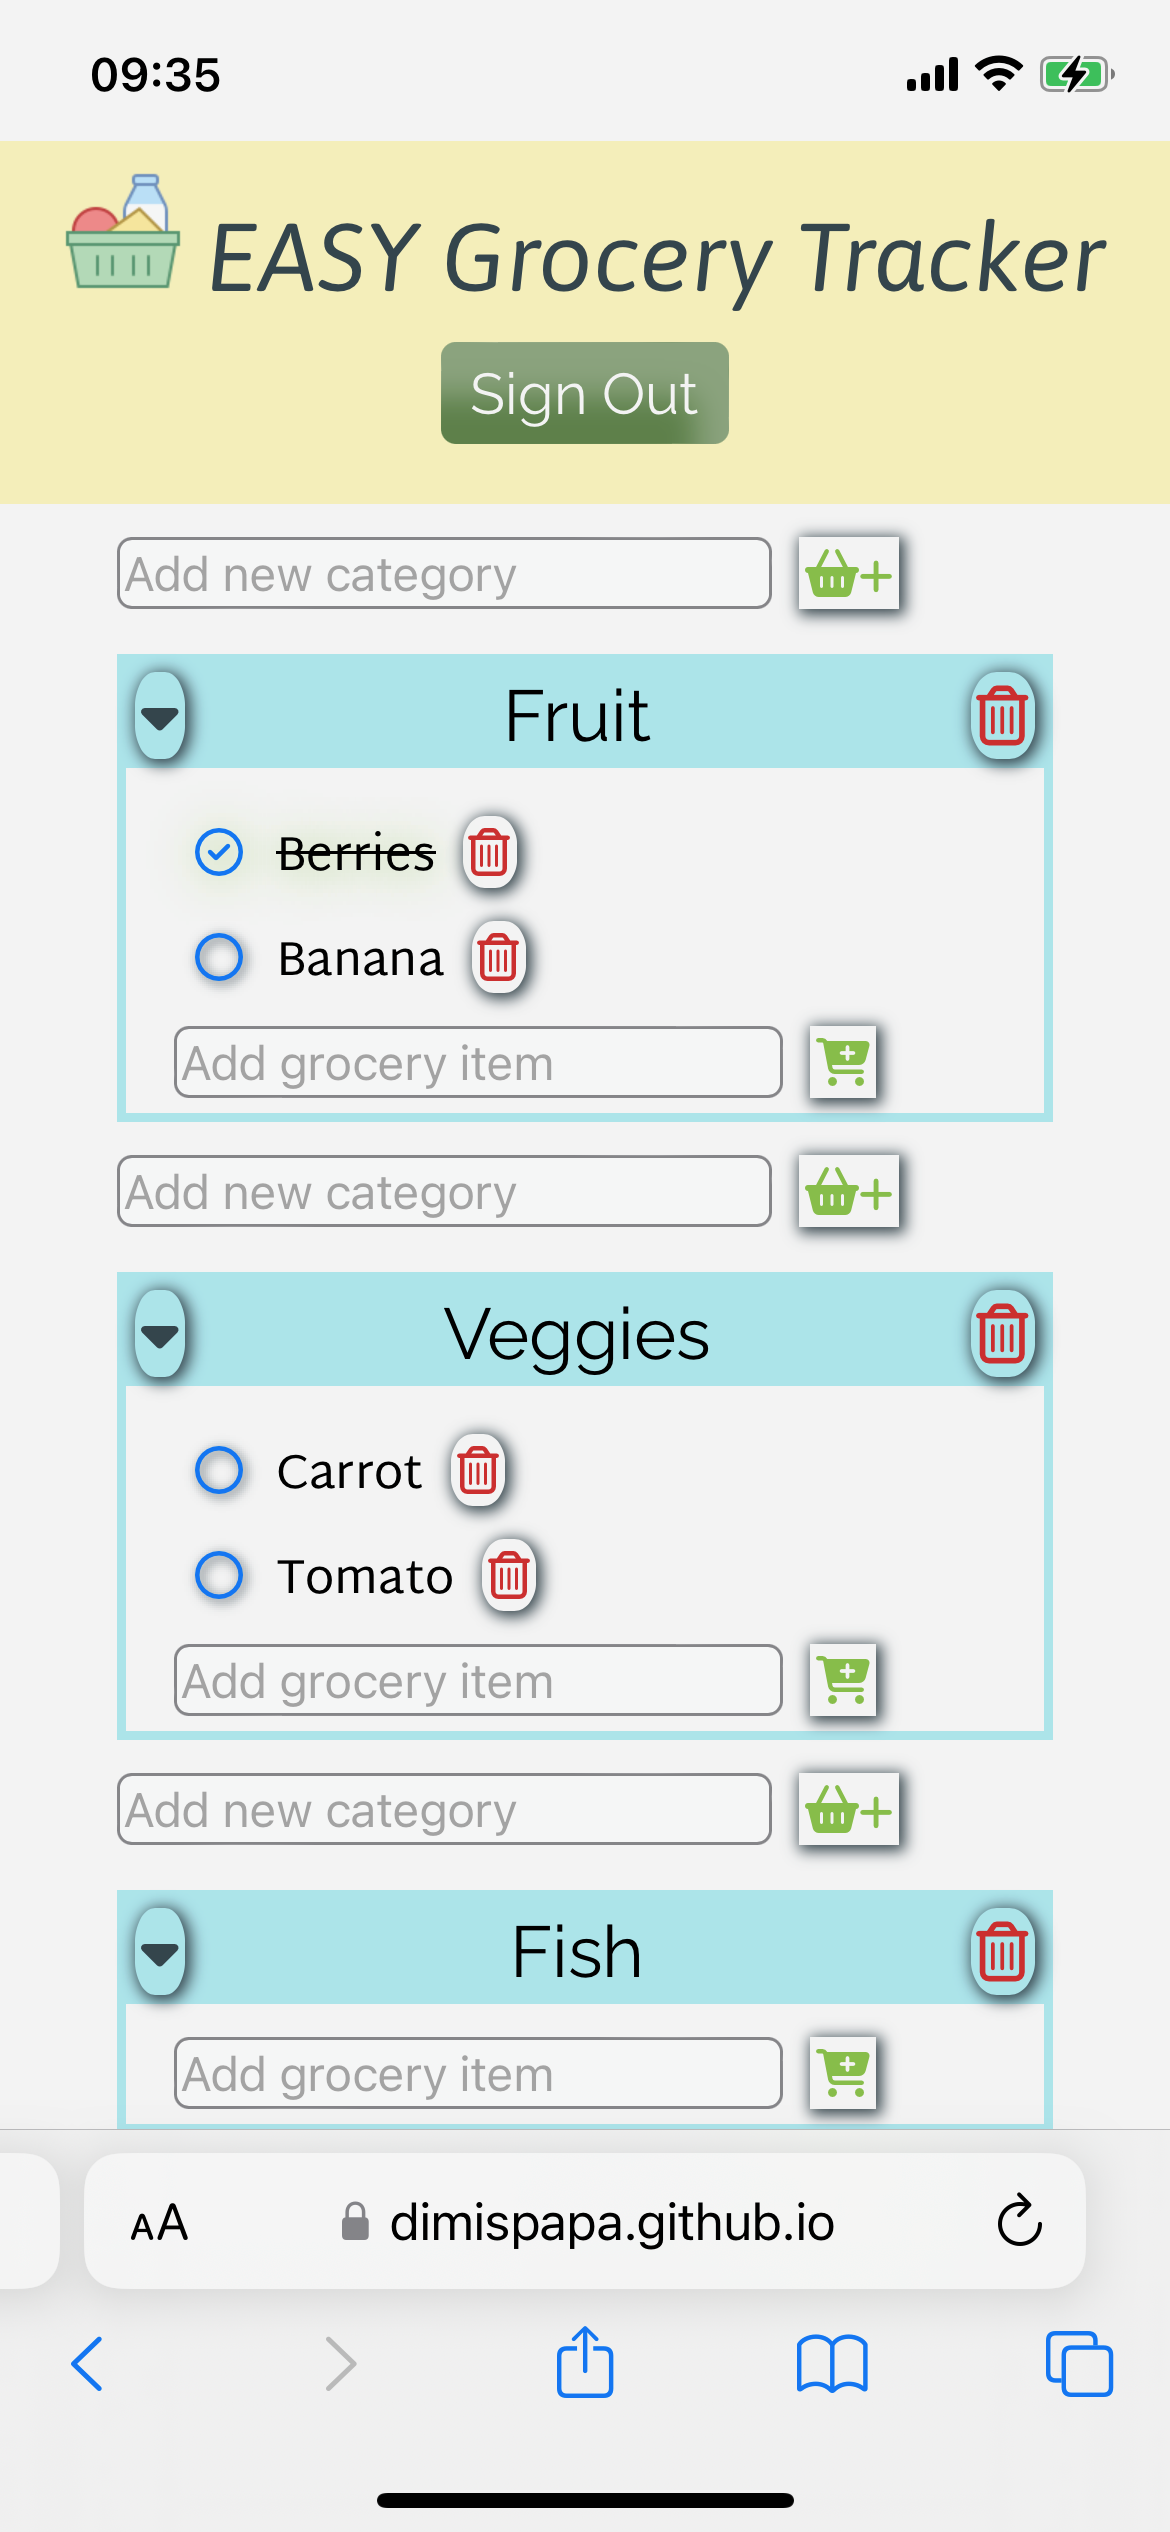 09:35
EASY Grocery Tracker
Sign Out
Add new category
Fruit
Berries
Banana
Add grocery item
Add new category
Veggies
Carrot
Tomato
Add grocery item
Add new category
Fish
Add grocery item
AA dimispapa.github.io